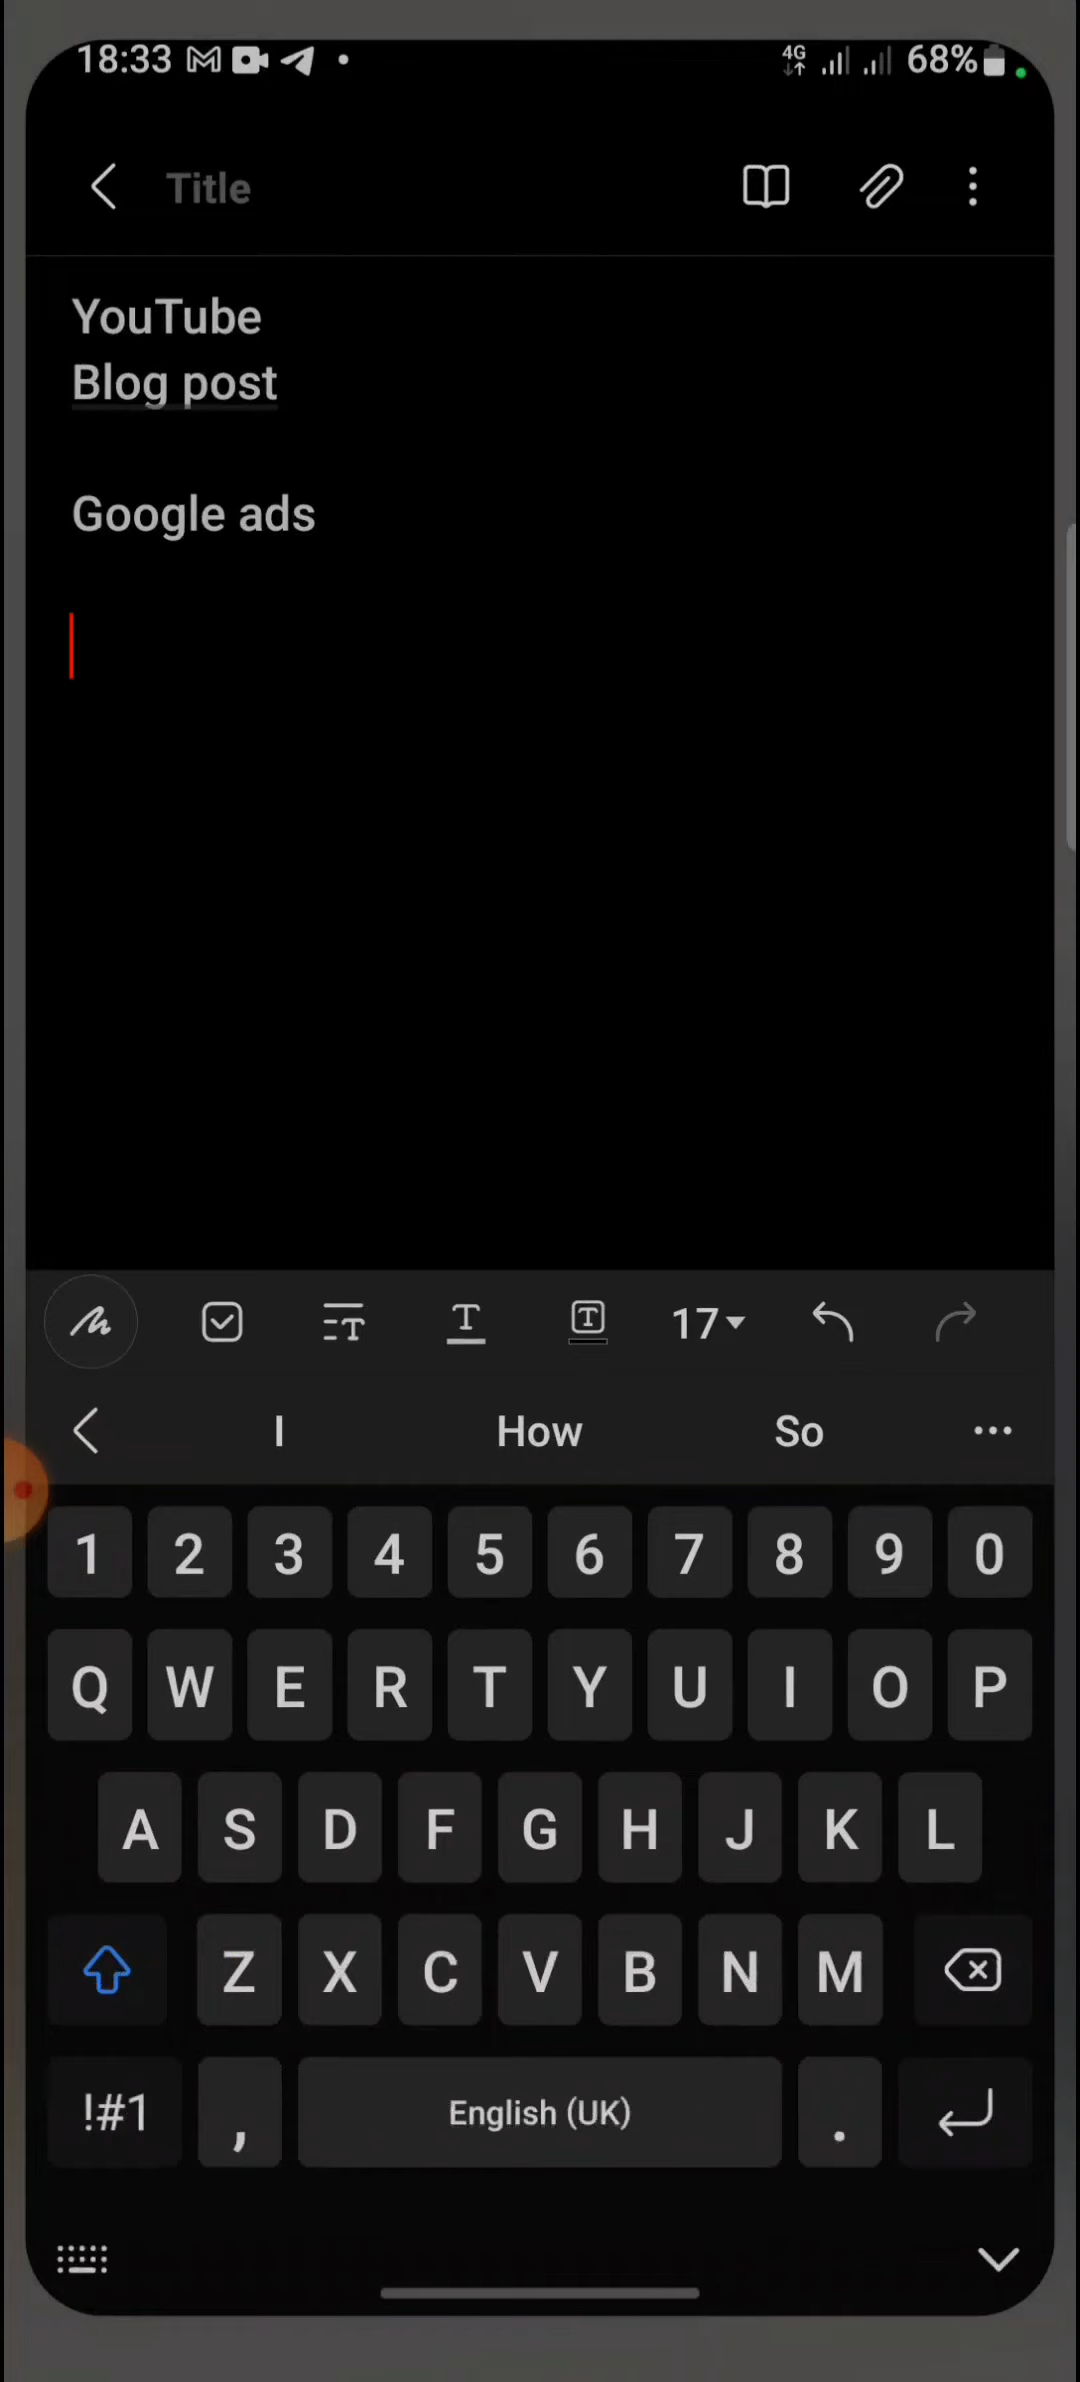 18:33 4G 68%
Title
YouTube
Blog post
Google ads
17
I How So
1 2 3 4 5 6 7 8 9 0
Q W E R T Y U I O P
A S D F G H J K L
Z X C V B N M
!#1 , English (UK) .